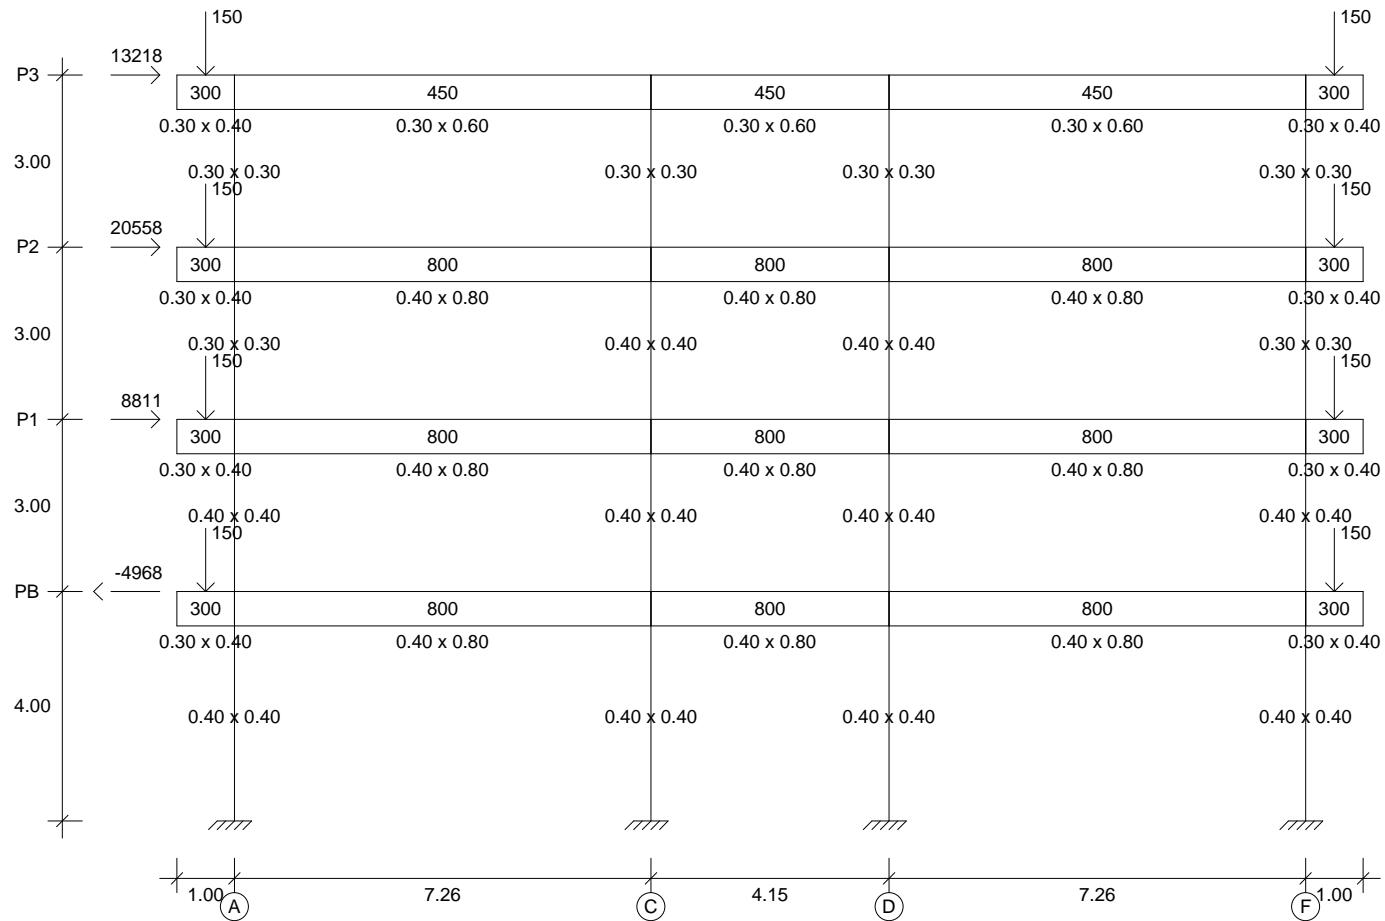 150 150
13218
P3
300 450 450 450 300
0.30 x 0.40 0.30 x 0.60 0.30 x 0.60 0.30 x 0.60 0.30 x 0.40
3.00
0.30 x 0.30 0.30 x 0.30 0.30 x 0.30 0.30 x 0.30
150 150
20558
P2
300 800 800 800 300
0.30 x 0.40 0.40 x 0.80 0.40 x 0.80 0.40 x 0.80 0.30 x 0.40
3.00
0.30 x 0.30 0.40 x 0.40 0.40 x 0.40 0.30 x 0.30
150 150
8811
P1
300 800 800 800 300
0.30 x 0.40 0.40 x 0.80 0.40 x 0.80 0.40 x 0.80 0.30 x 0.40
3.00
0.40 x 0.40 0.40 x 0.40 0.40 x 0.40 0.40 x 0.40
150 150
-4968
PB
300 800 800 800 300
0.30 x 0.40 0.40 x 0.80 0.40 x 0.80 0.40 x 0.80 0.30 x 0.40
4.00
0.40 x 0.40 0.40 x 0.40 0.40 x 0.40 0.40 x 0.40
1.00 7.26 4.15 7.26 1.00
A C D F